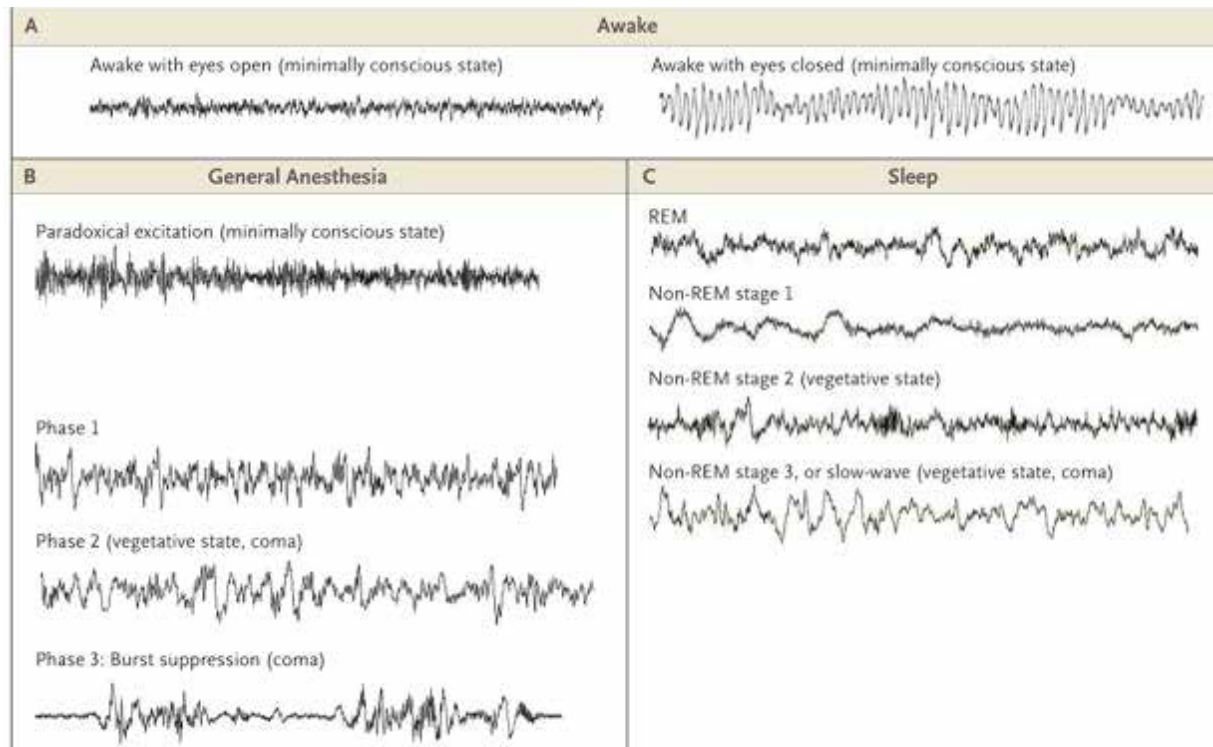 A
Awake
Awake with eyes open (minimally conscious state)
Awake with eyes closed (minimally conscious state)
B
General Anesthesia
Paradoxical excitation (minimally conscious state)
Phase 1
Phase 2 (vegetative state, coma)
Phase 3: Burst suppression (coma)
C
Sleep
REM
Non-REM stage 1
Non-REM stage 2 (vegetative state)
Non-REM stage 3, or slow-wave (vegetative state, coma)